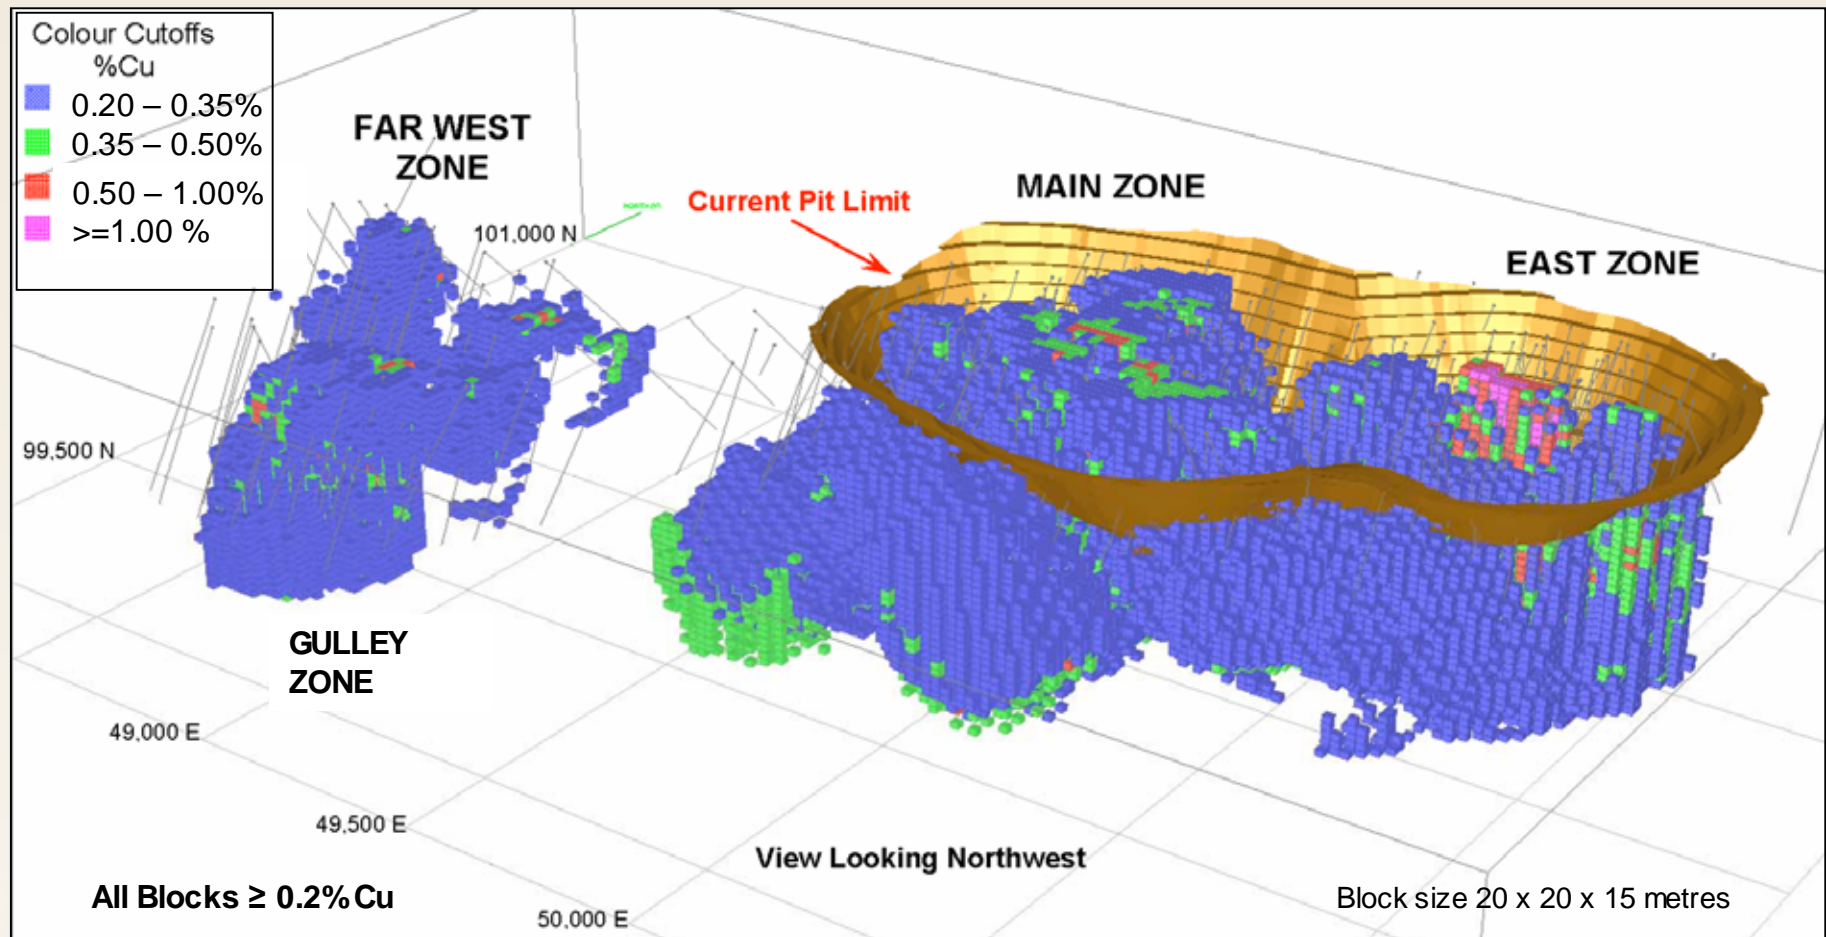 Colour Cutoffs
%Cu
0.20 – 0.35%
0.35 – 0.50%
0.50 – 1.00%
>=1.00 %
FAR WEST
ZONE
101,000 N
Current Pit Limit
MAIN ZONE
EAST ZONE
99,500 N
GULLEY
ZONE
49,000 E
49,500 E
50,000 E
View Looking Northwest
All Blocks ≥ 0.2% Cu
Block size 20 x 20 x 15 metres